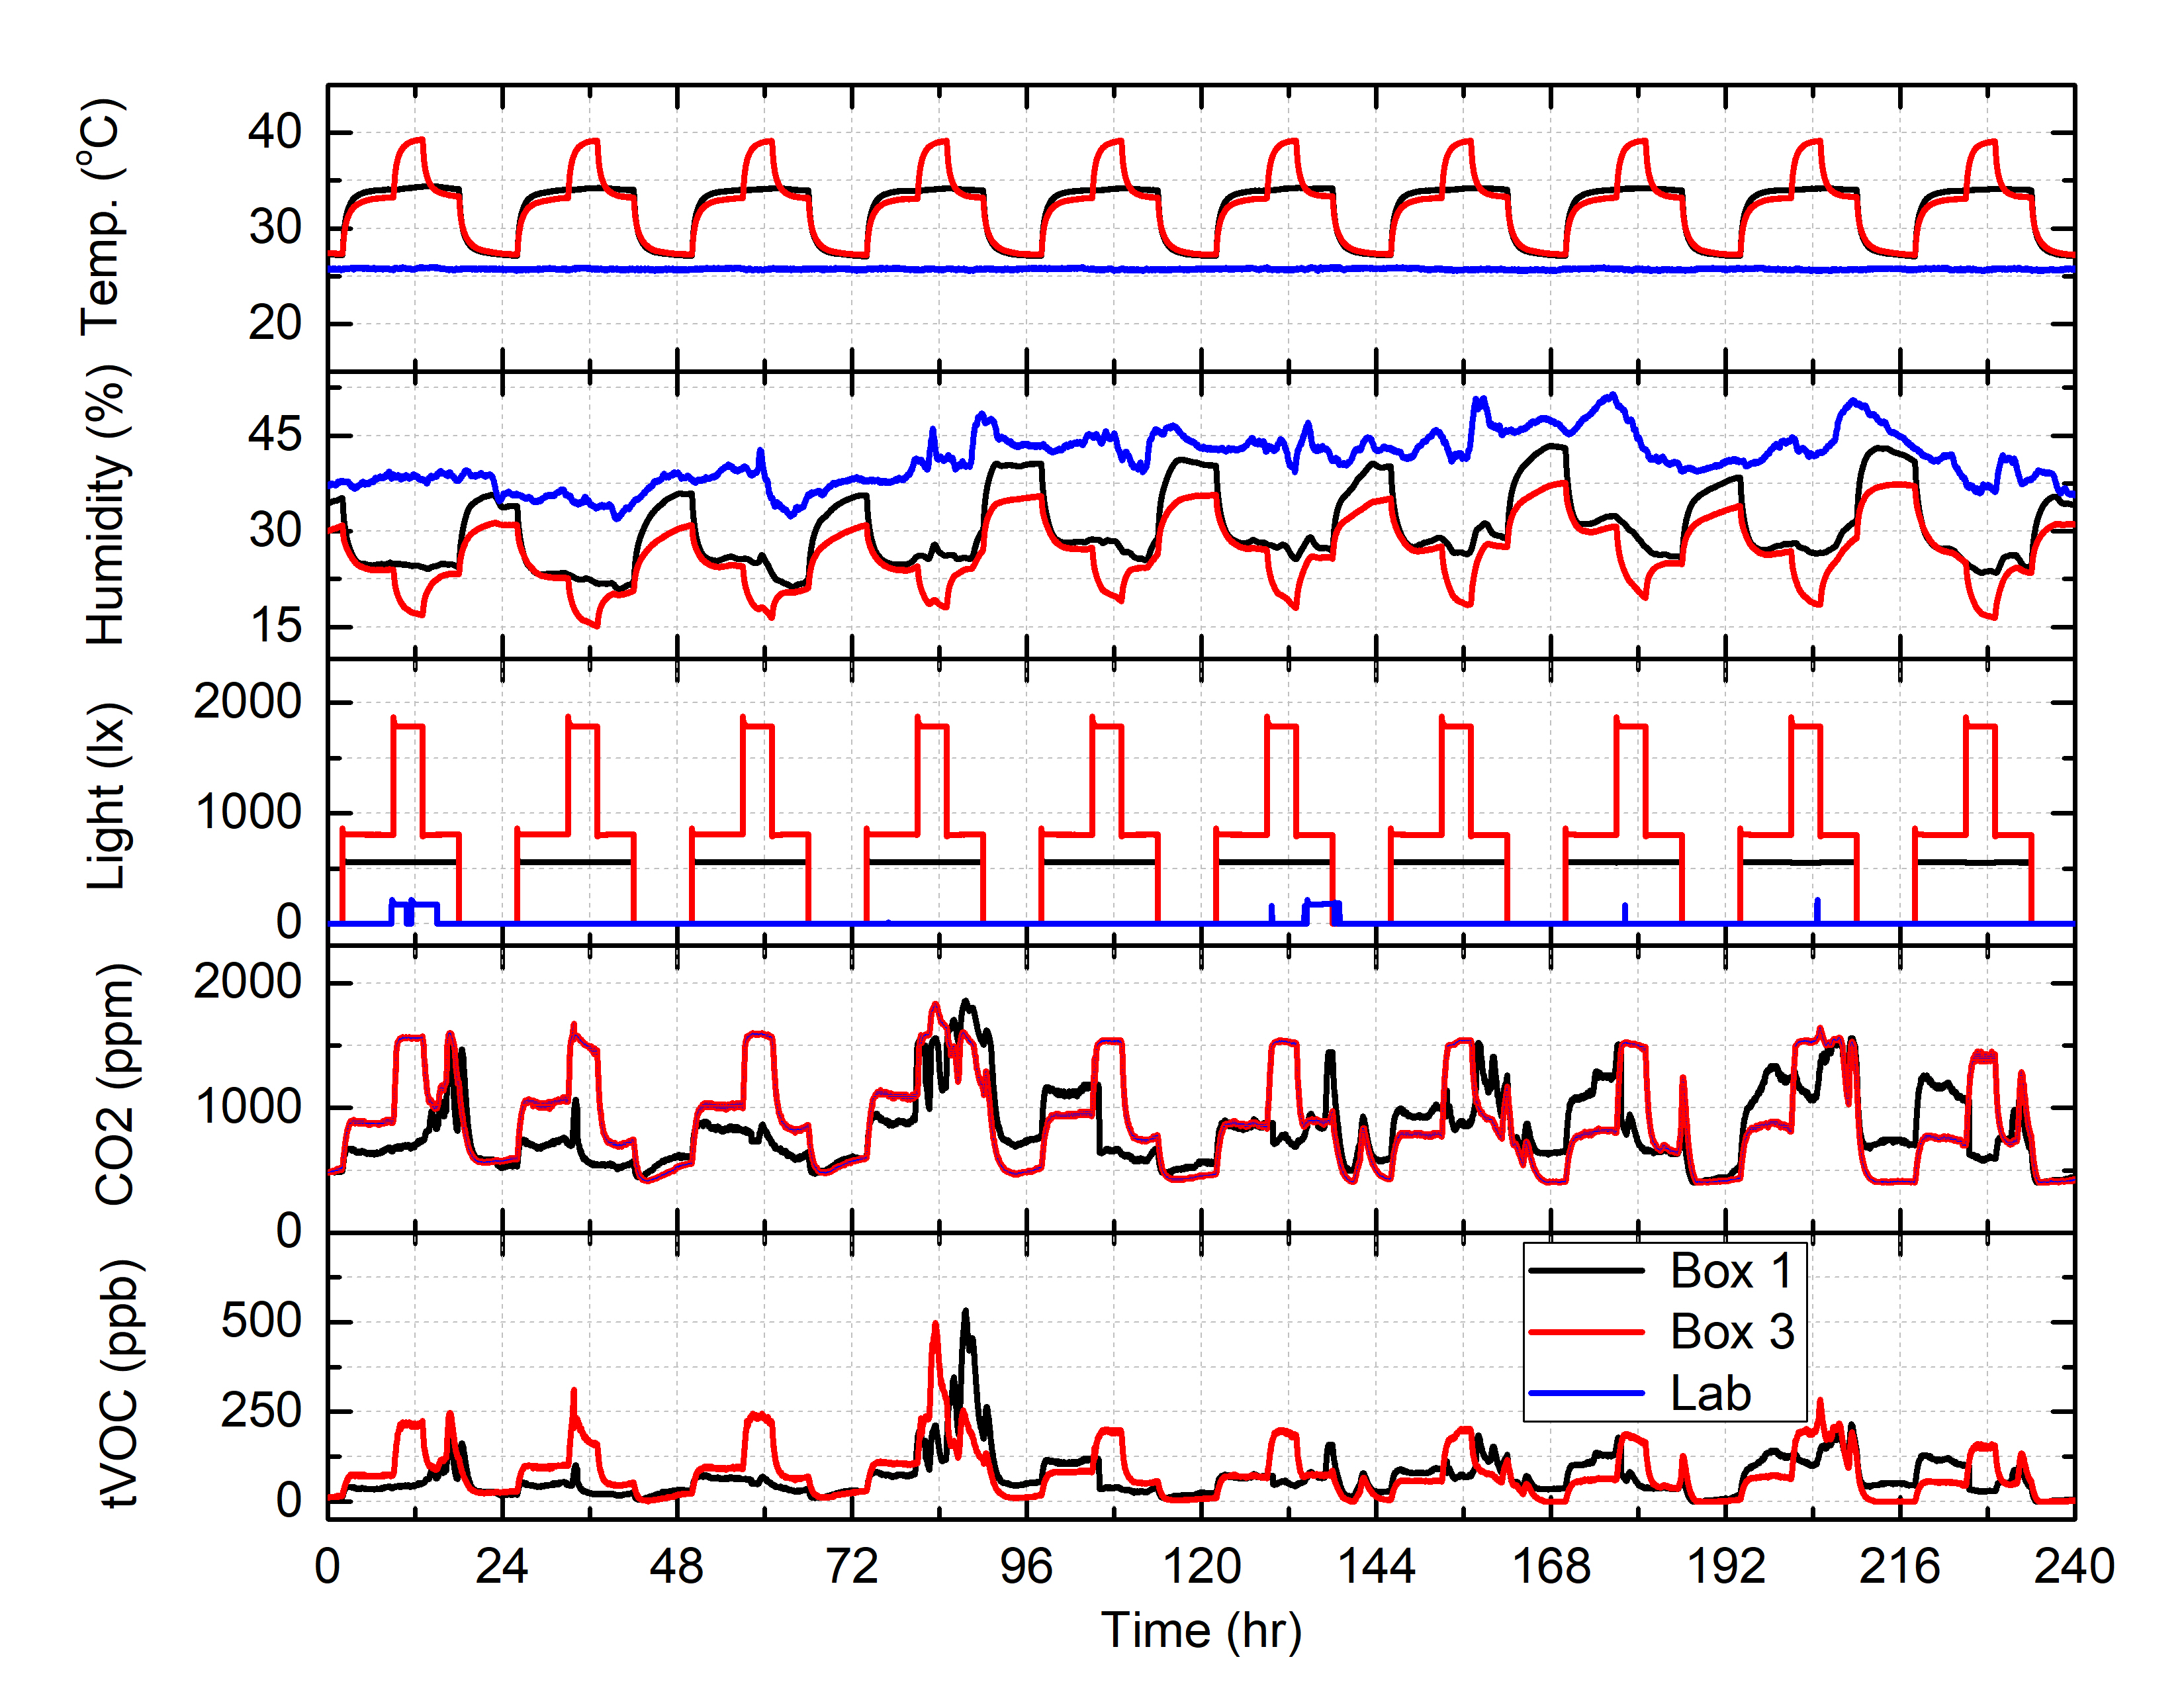 Temp. (°C)
40
30
20
Humidity (%)
45
30
15
Light (lx)
2000
1000
0
CO2 (ppm)
2000
1000
0
tVOC (ppb)
500
250
0
Box 1
Box 3
Lab
0 24 48 72 96 120 144 168 192 216 240
Time (hr)